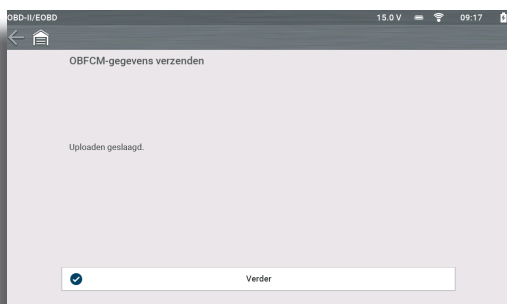 OBD-II/EOBD 15.0 V 09:17
OBFCM-gegevens verzenden
Uploaden geslaagd.
Verder